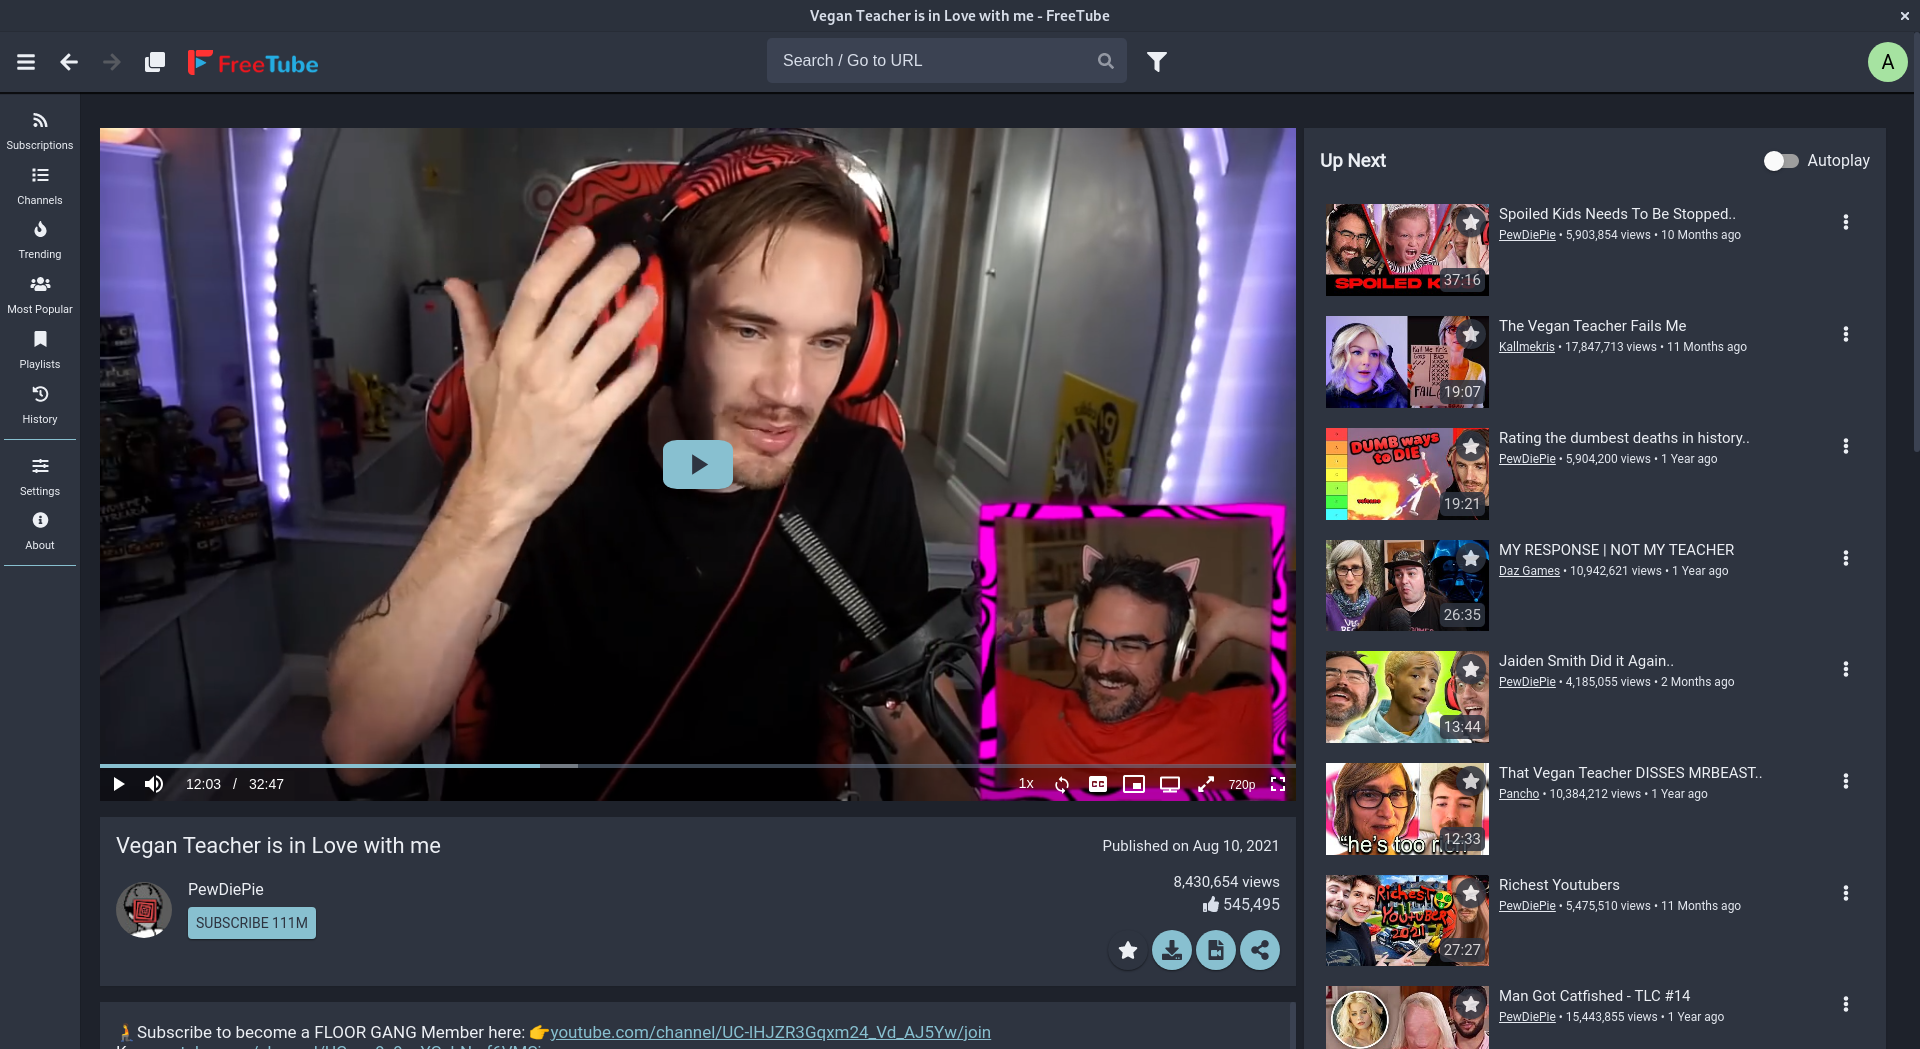 Vegan Teacher is in Love with me - FreeTube
FreeTube
Search / Go to URL
A
Subscriptions
Channels
Trending
Most Popular
Playlists
History
Settings
About
12:03 / 32:47
1x
CC
720p
Vegan Teacher is in Love with me
Published on Aug 10, 2021
PewDiePie
8,430,654 views
SUBSCRIBE 111M
545,495
Subscribe to become a FLOOR GANG Member here: 👉youtube.com/channel/UC-lHJZR3Gqxm24_Vd_AJ5Yw/join
Up Next
Autoplay
SPOILED K
37:16
Spoiled Kids Needs To Be Stopped..
PewDiePie • 5,903,854 views • 10 Months ago
FAIL
19:07
The Vegan Teacher Fails Me
Kallmekris • 17,847,713 views • 11 Months ago
DUMB ways
to DIE
19:21
Rating the dumbest deaths in history..
PewDiePie • 5,904,200 views • 1 Year ago
26:35
MY RESPONSE | NOT MY TEACHER
Daz Games • 10,942,621 views • 1 Year ago
13:44
Jaiden Smith Did it Again..
PewDiePie • 4,185,055 views • 2 Months ago
"he's too
12:33
That Vegan Teacher DISSES MRBEAST..
Pancho • 10,384,212 views • 1 Year ago
RICHEST
YouTuber
2021
27:27
Richest Youtubers
PewDiePie • 5,475,510 views • 11 Months ago
Man Got Catfished - TLC #14
PewDiePie • 15,443,855 views • 1 Year ago